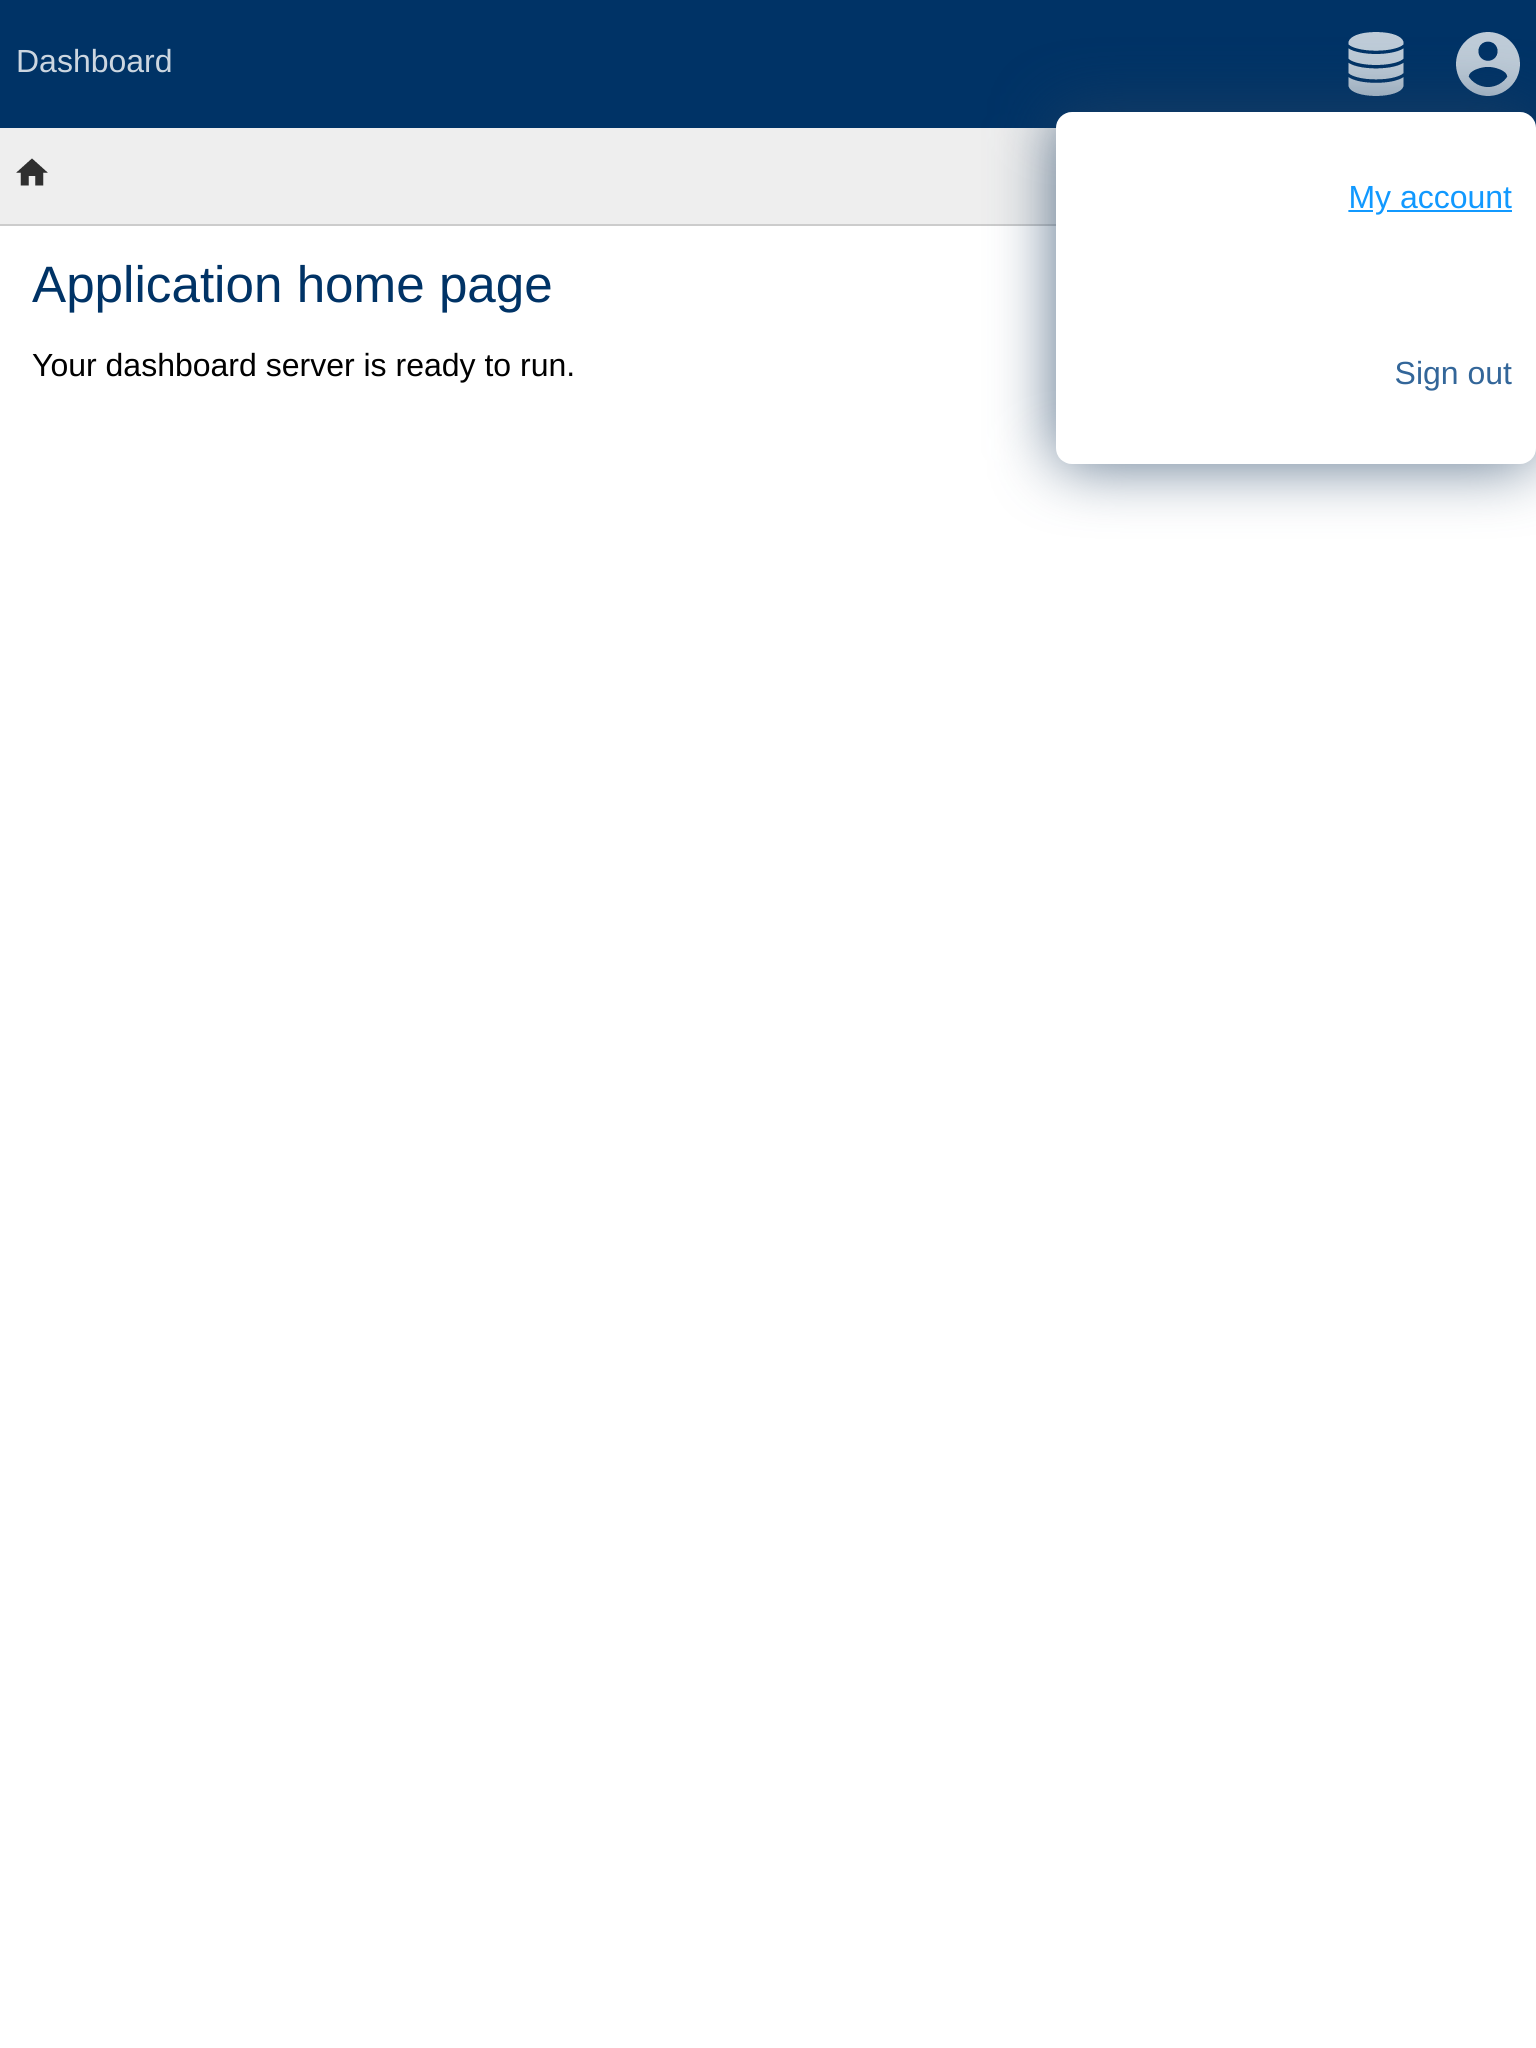 Dashboard
My account
Application home page
Your dashboard server is ready to run.
Sign out